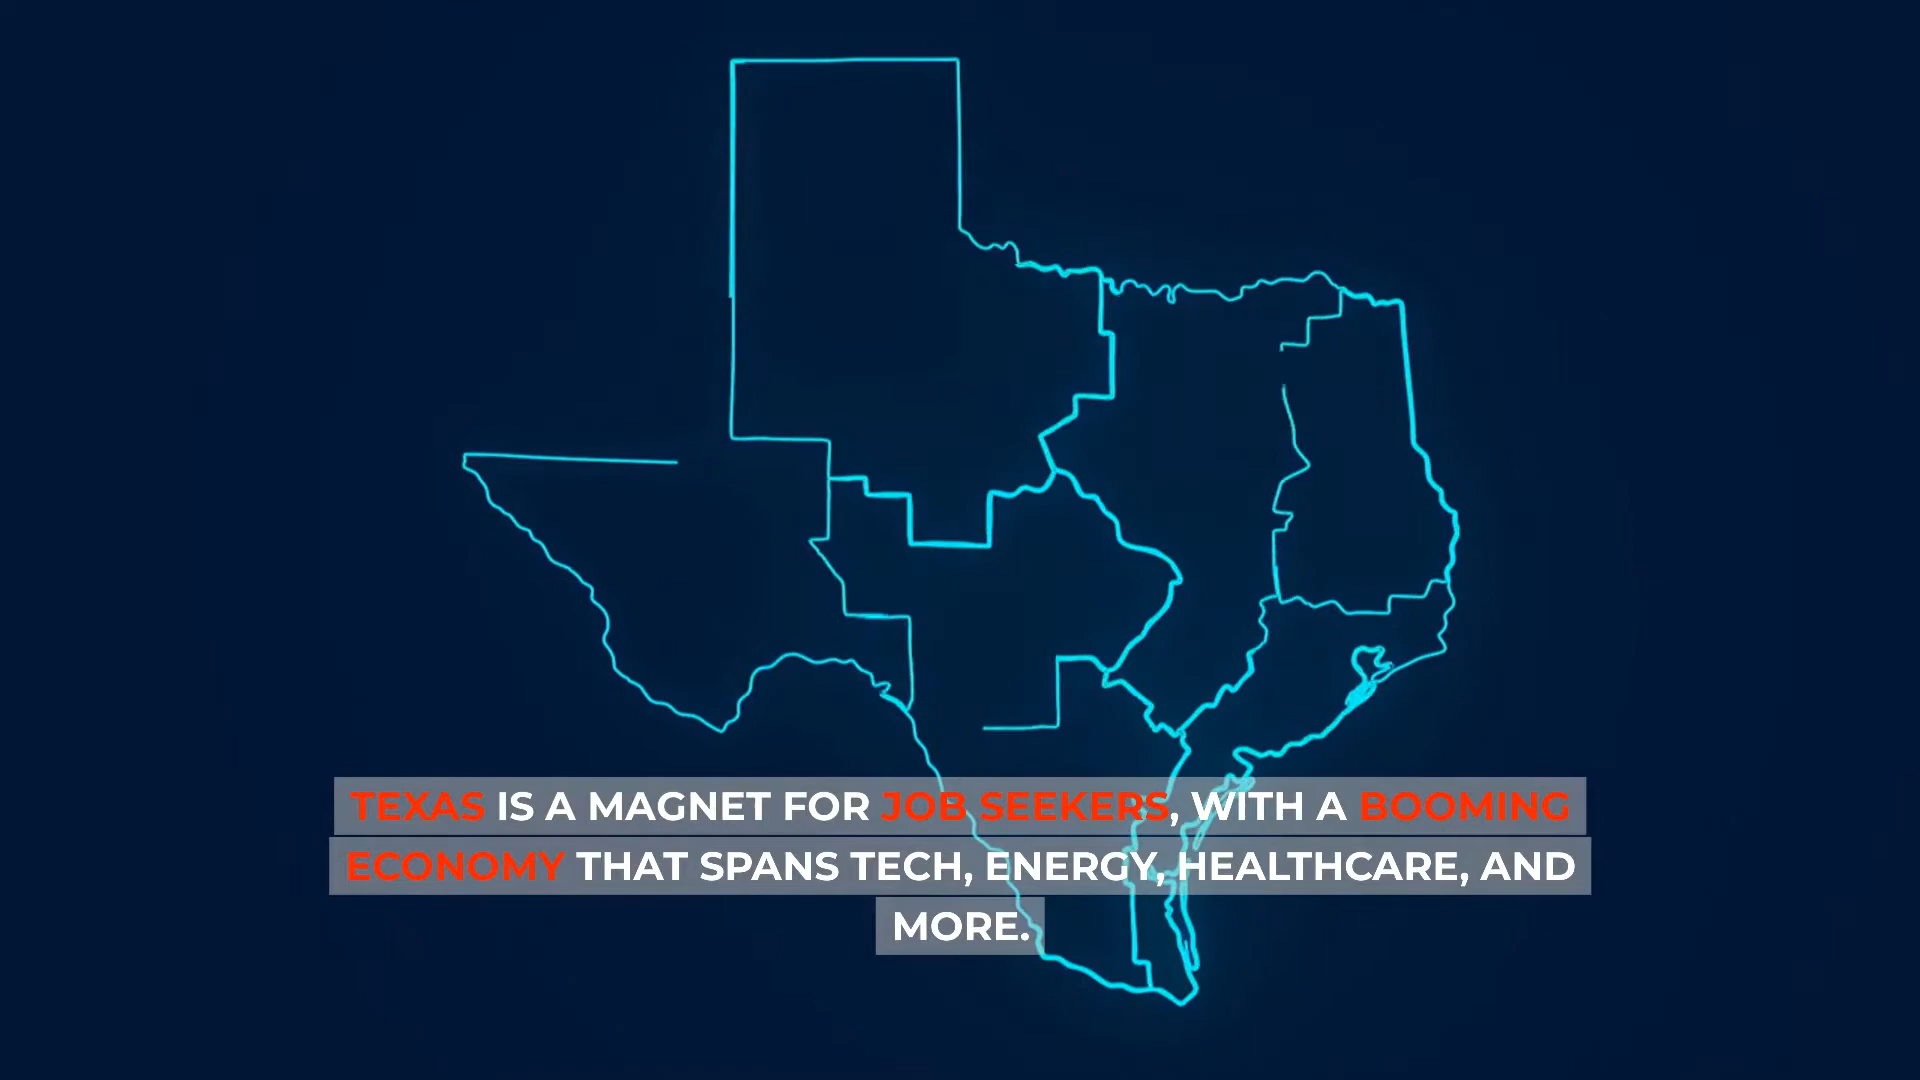 TEXAS IS A MAGNET FOR JOB SEEKERS, WITH A BOOMING
ECONOMY THAT SPANS TECH, ENERGY, HEALTHCARE, AND
MORE.